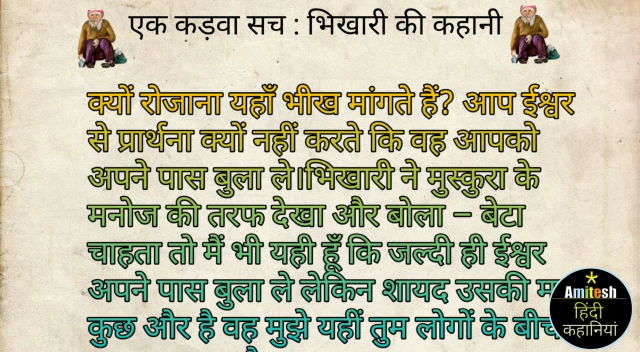 एक कड़वा सच : भिखारी की कहानी
क्यों रोजाना यहाँ भीख मांगते हैं? आप ईश्वर
से प्रार्थना क्यों नहीं करते कि वह आपको
अपने पास बुला ले।भिखारी ने मुस्कुरा के
मनोज की तरफ देखा और बोला – बेटा
चाहता तो मैं भी यही हूँ कि जल्दी ही ईश्वर
अपने पास बुला ले लेकिन शायद उसकी
कुछ और है वह मुझे यहीं तुम लोगों के
Amitesh
हिंदी
कहानियां